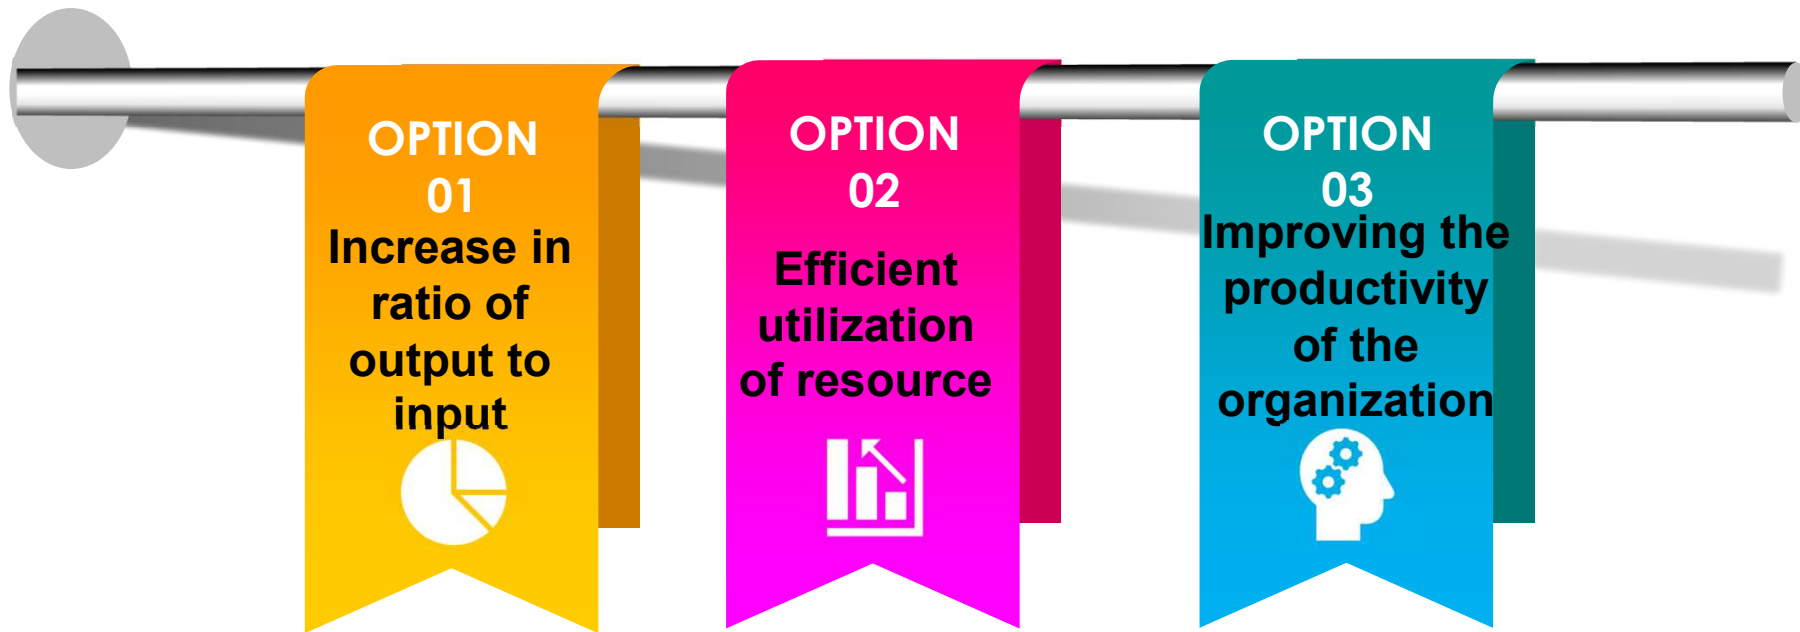 OPTION
01
Increase in
ratio of
output to
input
OPTION
02
Efficient
utilization
of resource
OPTION
03
Improving the
productivity
of the
organization